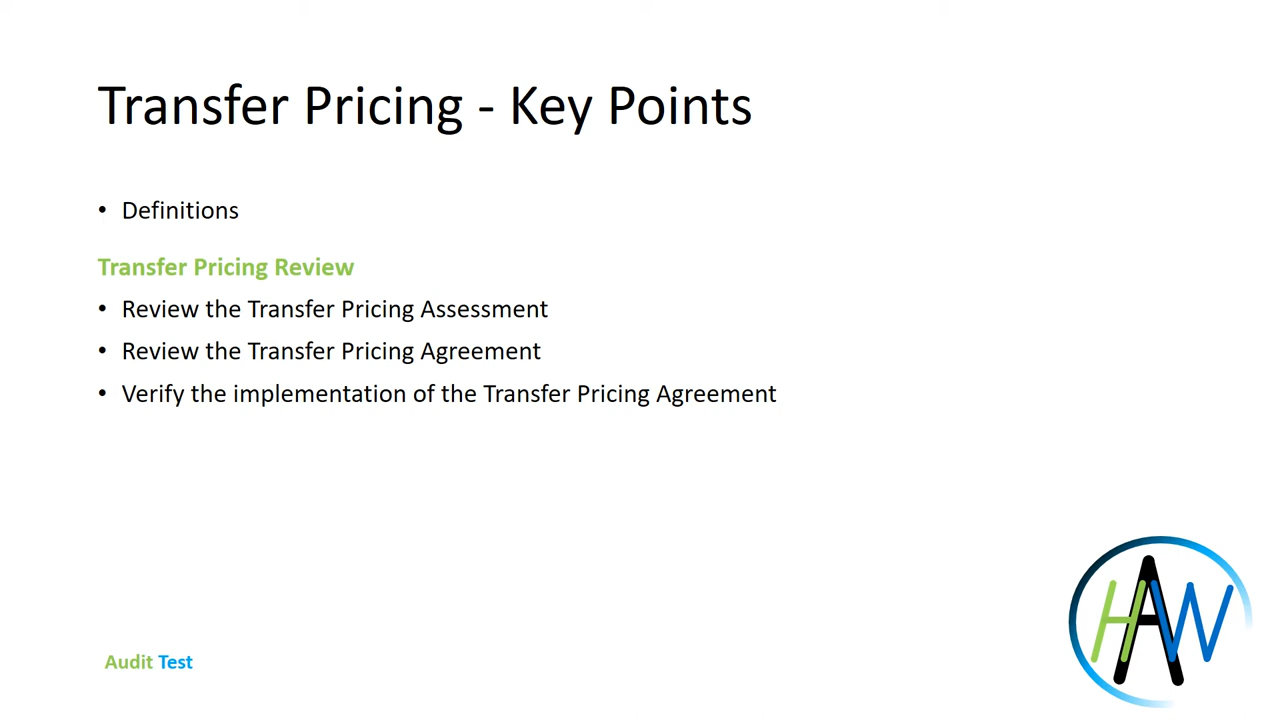 Transfer Pricing - Key Points
• Definitions
Transfer Pricing Review
• Review the Transfer Pricing Assessment
• Review the Transfer Pricing Agreement
• Verify the implementation of the Transfer Pricing Agreement
Audit Test
HAW